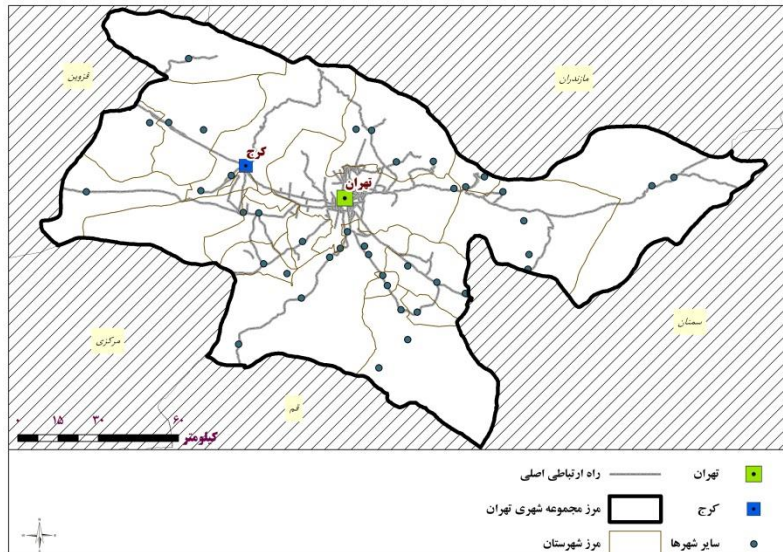 مازندران
قزوین
کرج
تهران
سمنان
مرکزی
قم
۰ ۱۵ ۳۰ ۶۰
کیلومتر
تهران
راه ارتباطی اصلی
کرج
مرز مجموعه شهری تهران
سایر شهرها
مرز شهرستان